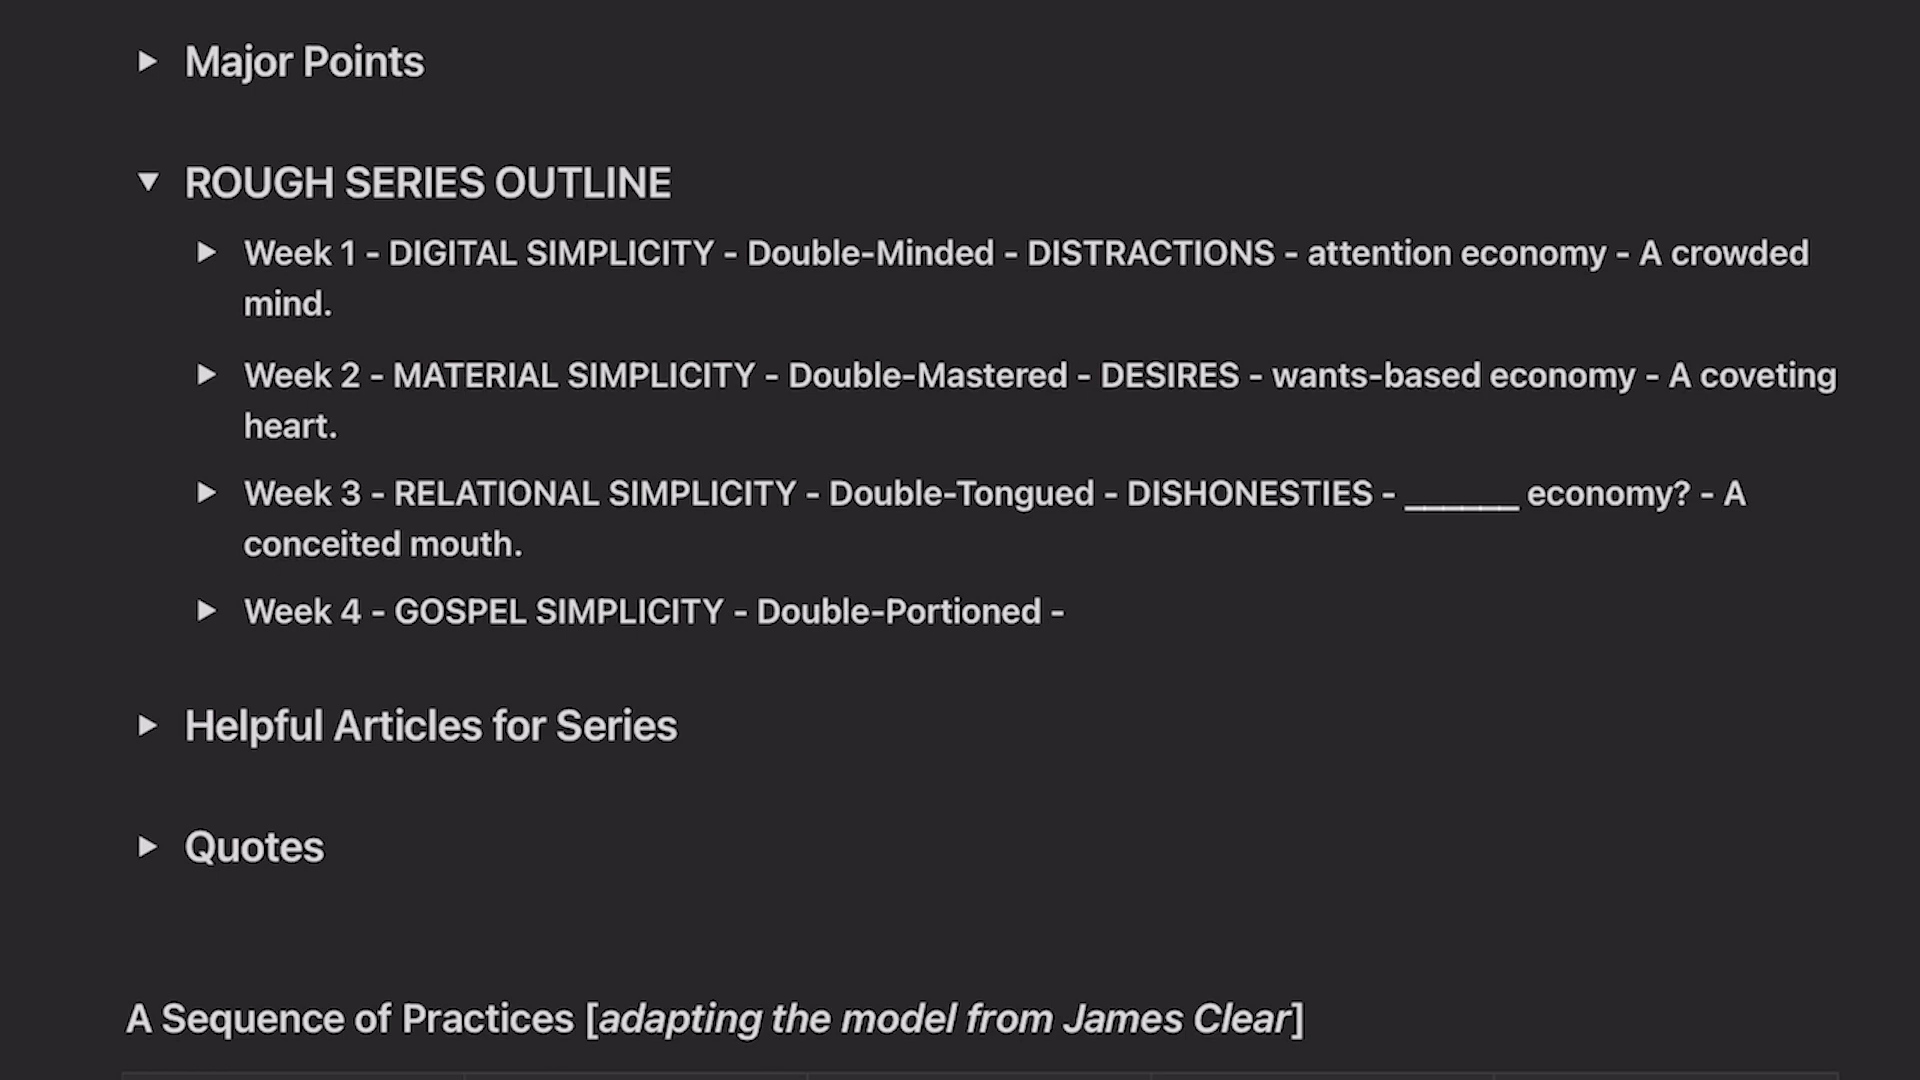 Major Points
ROUGH SERIES OUTLINE
Week 1 - DIGITAL SIMPLICITY - Double-Minded - DISTRACTIONS - attention economy - A crowded
mind.
Week 2 - MATERIAL SIMPLICITY - Double-Mastered - DESIRES - wants-based economy - A coveting
heart.
Week 3 - RELATIONAL SIMPLICITY - Double-Tongued - DISHONESTIES - ______ economy? - A
conceited mouth.
Week 4 - GOSPEL SIMPLICITY - Double-Portioned -
Helpful Articles for Series
Quotes
A Sequence of Practices [adapting the model from James Clear]